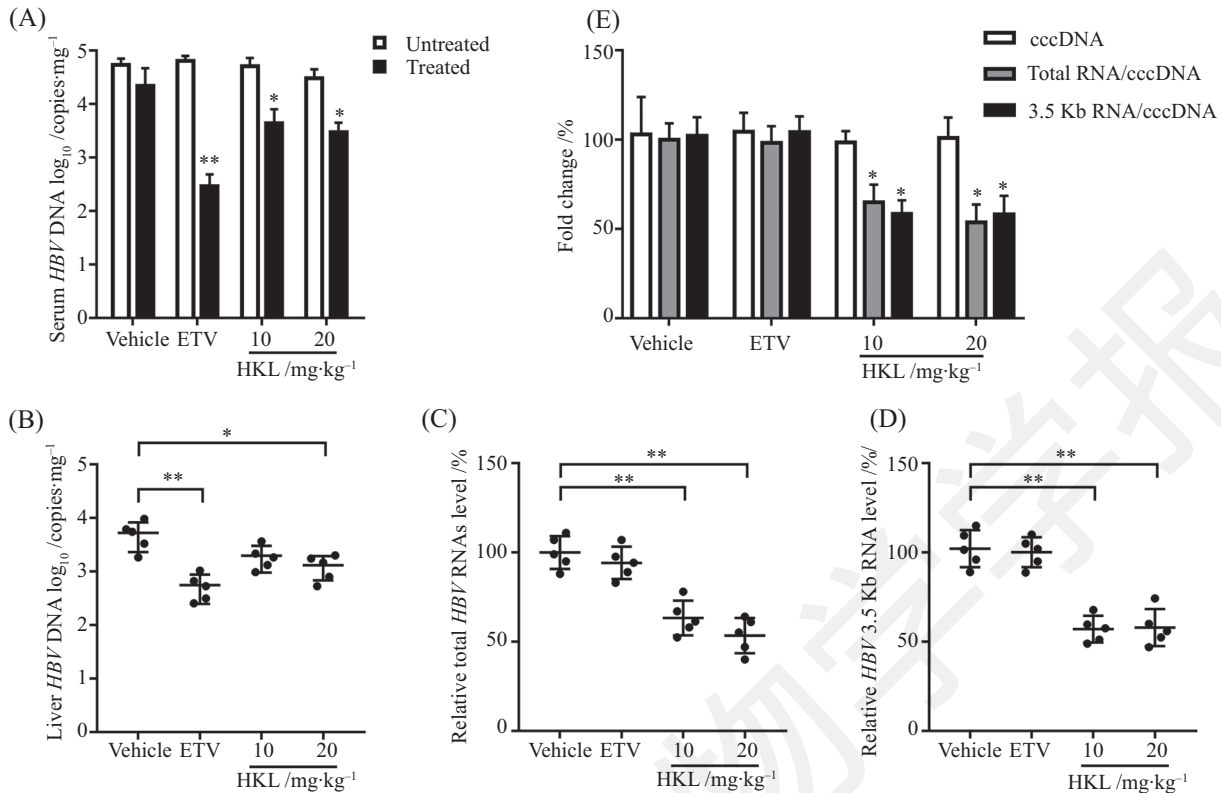 (A)
Untreated
Treated
Serum HBV DNA log₁₀ /copies·mg⁻¹
5
4
3
2
1
0
*
*
**
Vehicle ETV 10 20
HKL /mg·kg⁻¹
(E)
cccDNA
Total RNA/cccDNA
3.5 Kb RNA/cccDNA
Fold change /%
150
100
50
0
* * * *
Vehicle ETV 10 20
HKL /mg·kg⁻¹
(B)
Liver HBV DNA log₁₀ /copies·mg⁻¹
5
4
3
2
1
0
*
**
Vehicle ETV 10 20
HKL /mg·kg⁻¹
(C)
Relative total HBV RNAs level /%
150
100
50
0
**
**
Vehicle ETV 10 20
HKL /mg·kg⁻¹
(D)
Relative HBV 3.5 Kb RNA level /%/
150
100
50
0
**
**
Vehicle ETV 10 20
HKL /mg·kg⁻¹
物学学报